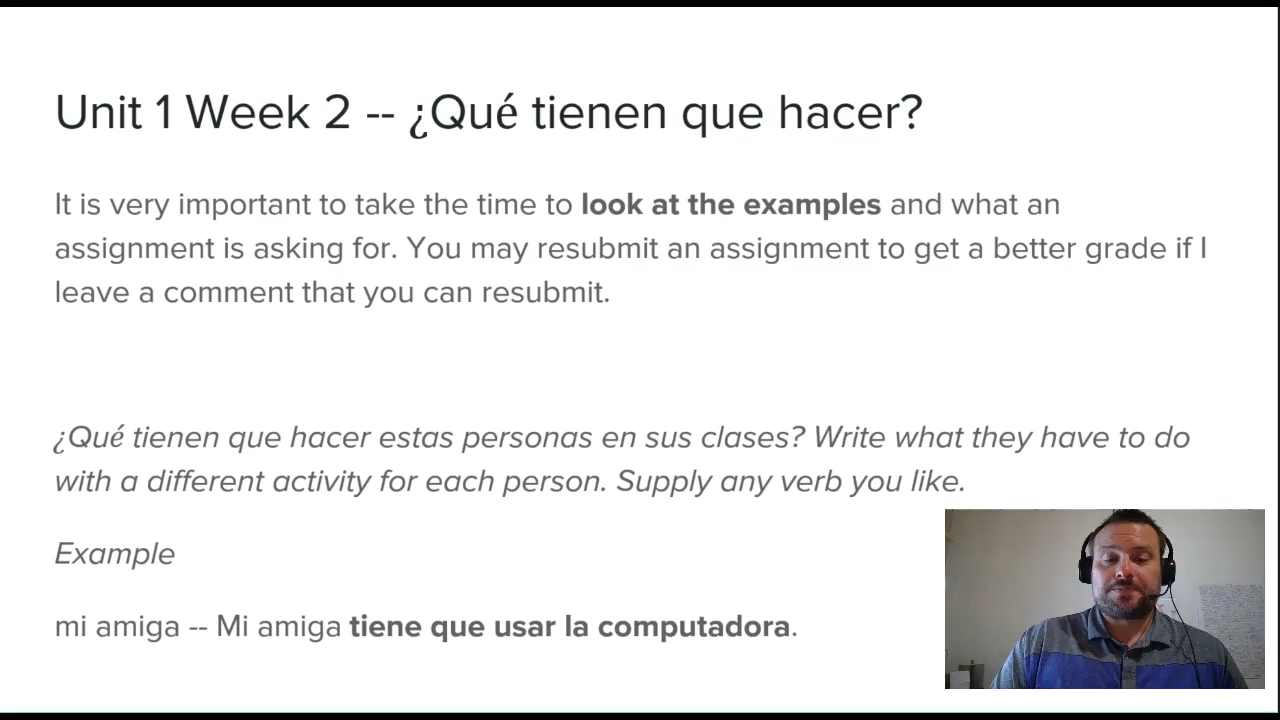 Unit 1 Week 2 -- ¿Qué tienen que hacer?
It is very important to take the time to look at the examples and what an
assignment is asking for. You may resubmit an assignment to get a better grade if I
leave a comment that you can resubmit.
¿Qué tienen que hacer estas personas en sus clases? Write what they have to do
with a different activity for each person. Supply any verb you like.
Example
mi amiga -- Mi amiga tiene que usar la computadora.